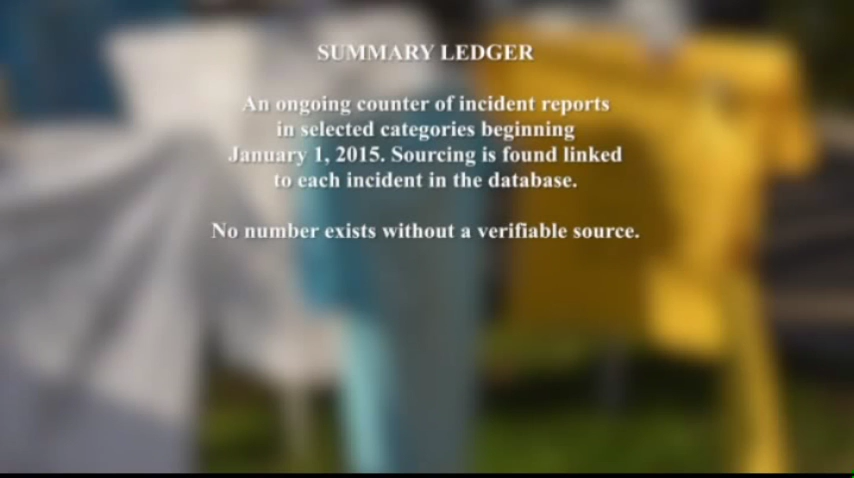 SUMMARY LEDGER
An ongoing counter of incident reports
in selected categories beginning
January 1, 2015. Sourcing is found linked
to each incident in the database.
No number exists without a verifiable source.